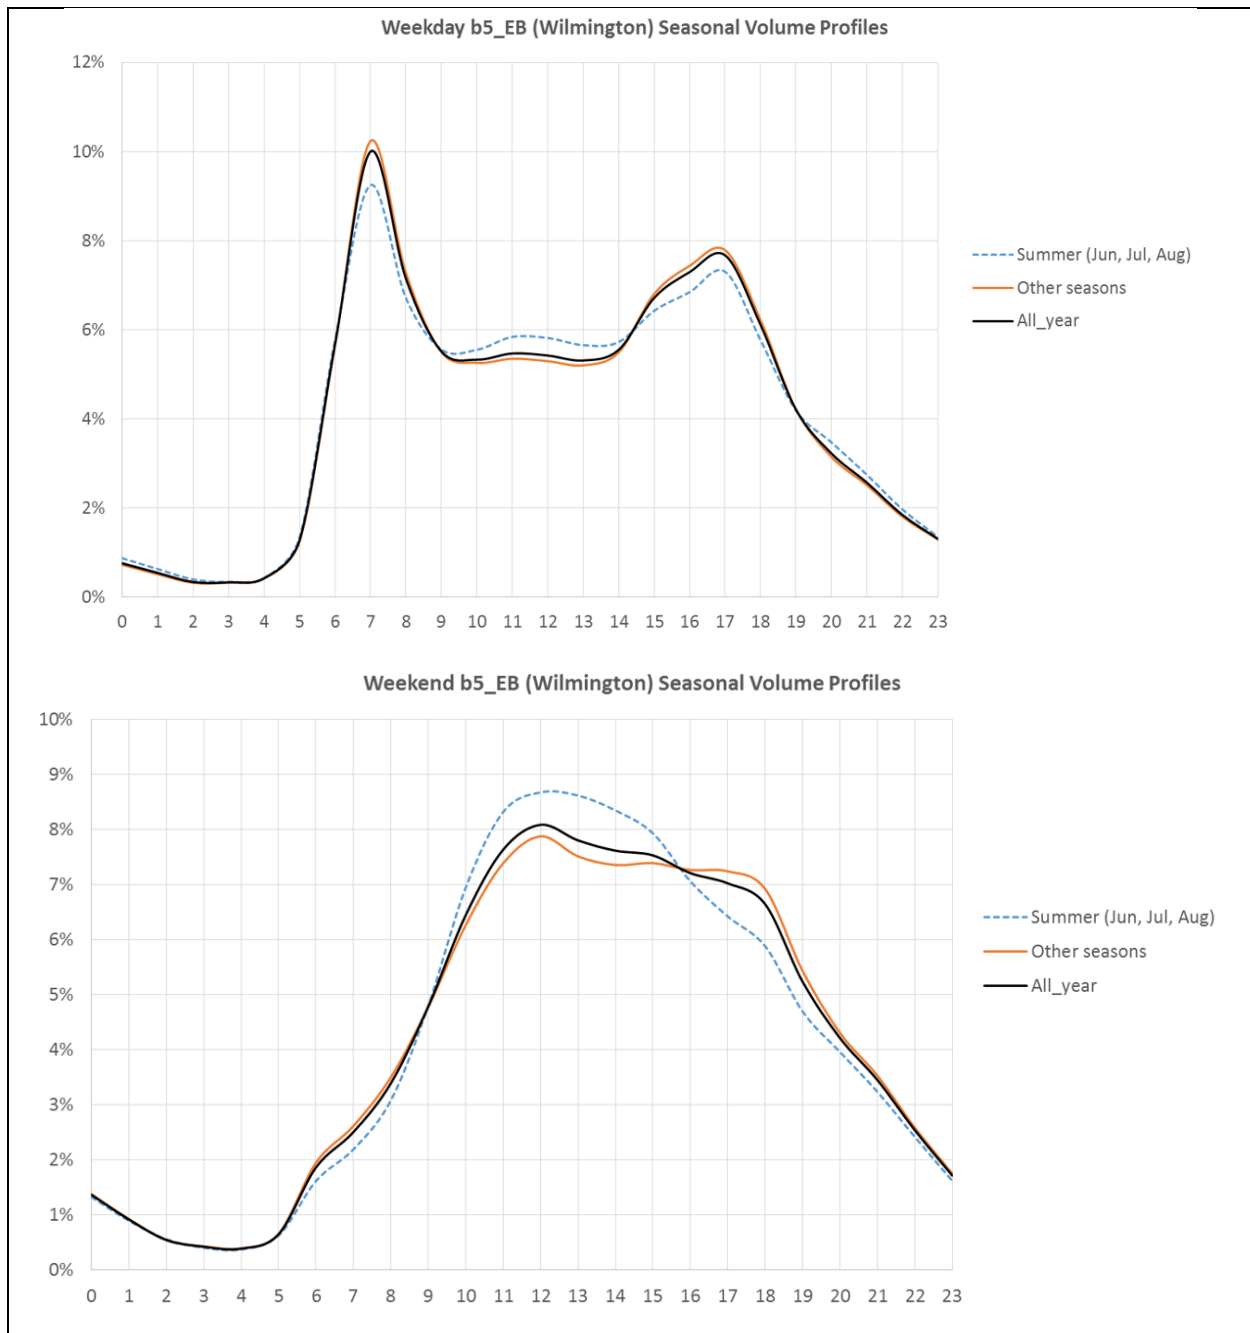 Weekday b5_EB (Wilmington) Seasonal Volume Profiles
12%
10%
8%
6%
4%
2%
0%
0 1 2 3 4 5 6 7 8 9 10 11 12 13 14 15 16 17 18 19 20 21 22 23
Summer (Jun, Jul, Aug)
Other seasons
All_year
Weekend b5_EB (Wilmington) Seasonal Volume Profiles
10%
9%
8%
7%
6%
5%
4%
3%
2%
1%
0%
0 1 2 3 4 5 6 7 8 9 10 11 12 13 14 15 16 17 18 19 20 21 22 23
Summer (Jun, Jul, Aug)
Other seasons
All_year